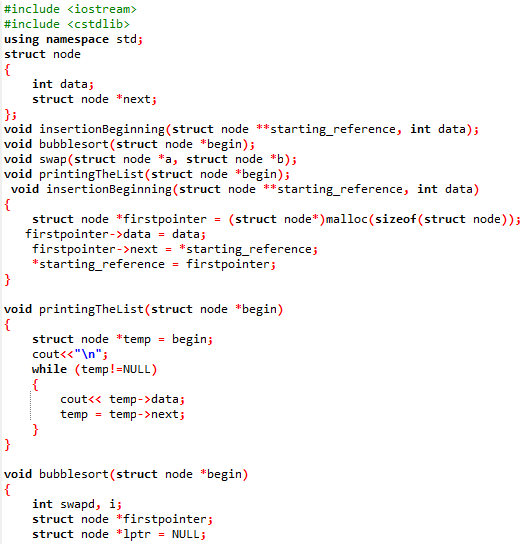 #include <iostream>
#include <cstdlib>
using namespace std;
struct node
{
    int data;
    struct node *next;
};
void insertionBeginning(struct node **starting_reference, int data);
void bubblesort(struct node *begin);
void swap(struct node *a, struct node *b);
void printingTheList(struct node *begin);
 void insertionBeginning(struct node **starting_reference, int data)
{
    struct node *firstpointer = (struct node*)malloc(sizeof(struct node));
   firstpointer->data = data;
    firstpointer->next = *starting_reference;
    *starting_reference = firstpointer;
}

void printingTheList(struct node *begin)
{
    struct node *temp = begin;
    cout<<"\n";
    while (temp!=NULL)
    {
        cout<< temp->data;
        temp = temp->next;
    }
}

void bubblesort(struct node *begin)
{
    int swapd, i;
    struct node *firstpointer;
    struct node *lptr = NULL;